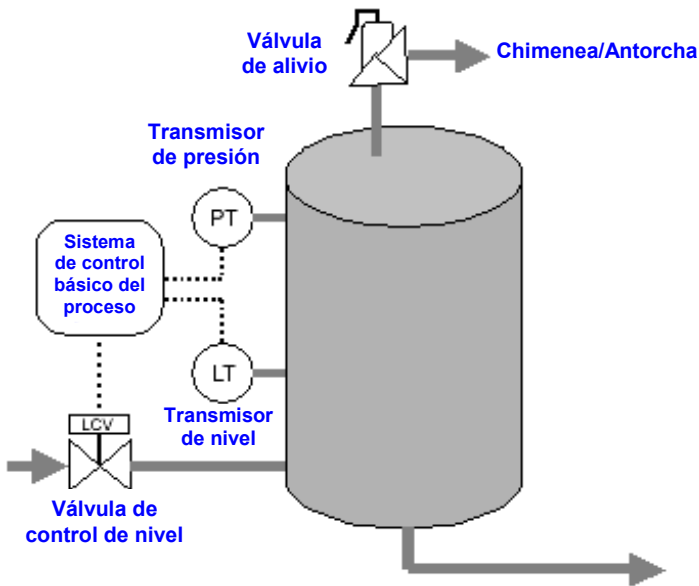 Válvula
de alivio
Chimenea/Antorcha
Transmisor
de presión
PT
Sistema
de control
básico del
proceso
LT
Transmisor
de nivel
LCV
Válvula de
control de nivel